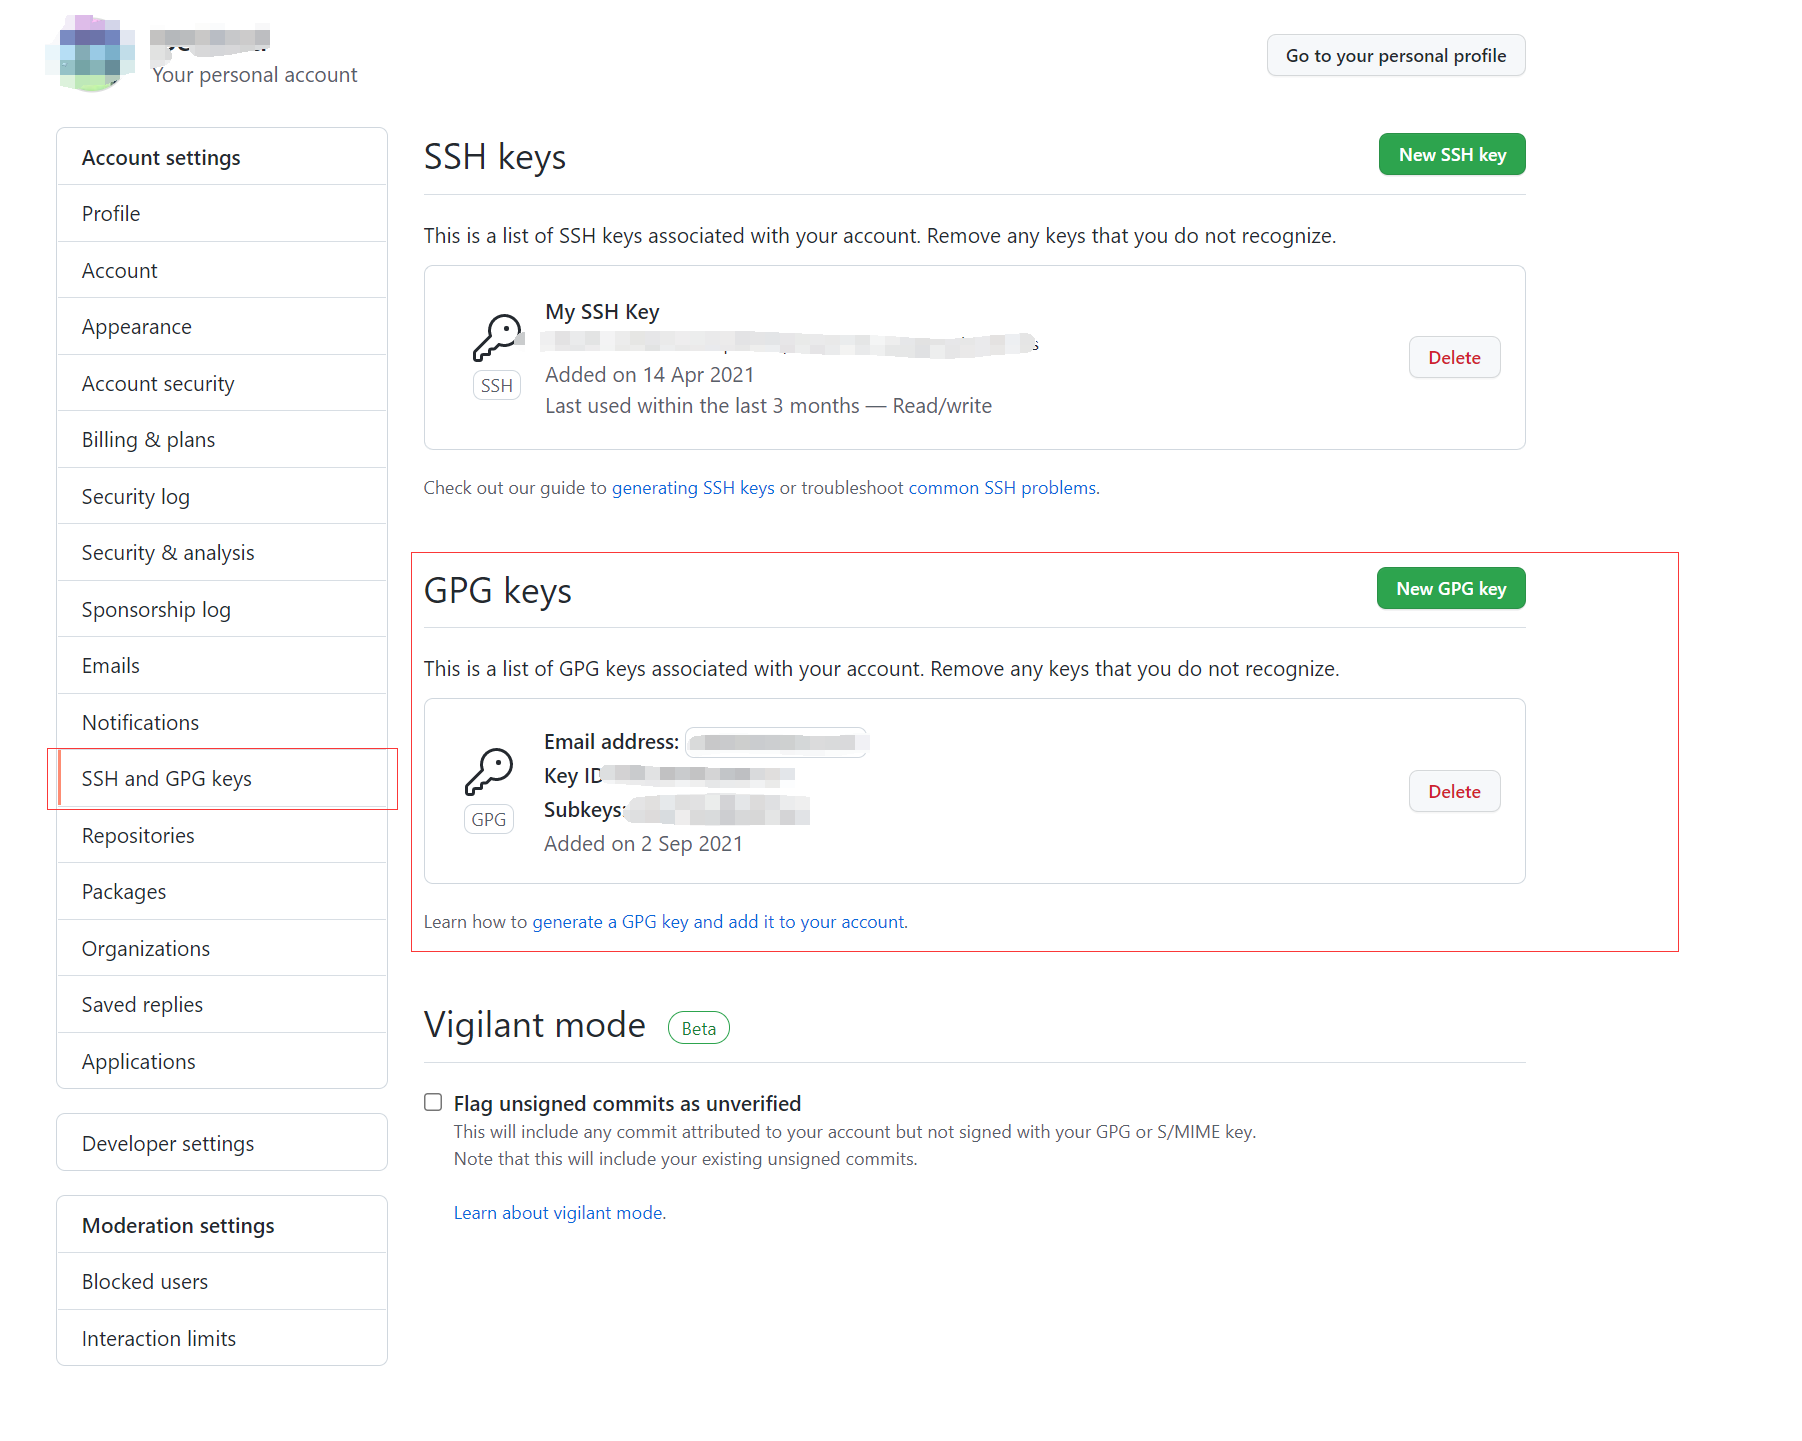 Your personal account
Go to your personal profile
Account settings
Profile
Account
Appearance
Account security
Billing & plans
Security log
Security & analysis
Sponsorship log
Emails
Notifications
SSH and GPG keys
Repositories
Packages
Organizations
Saved replies
Applications
Developer settings
Moderation settings
Blocked users
Interaction limits
SSH keys
New SSH key
This is a list of SSH keys associated with your account. Remove any keys that you do not recognize.
My SSH Key
SSH
Added on 14 Apr 2021
Last used within the last 3 months — Read/write
Delete
Check out our guide to generating SSH keys or troubleshoot common SSH problems.
GPG keys
New GPG key
This is a list of GPG keys associated with your account. Remove any keys that you do not recognize.
Email address:
Key ID
Subkeys:
GPG
Added on 2 Sep 2021
Delete
Learn how to generate a GPG key and add it to your account.
Vigilant mode Beta
Flag unsigned commits as unverified
This will include any commit attributed to your account but not signed with your GPG or S/MIME key.
Note that this will include your existing unsigned commits.
Learn about vigilant mode.